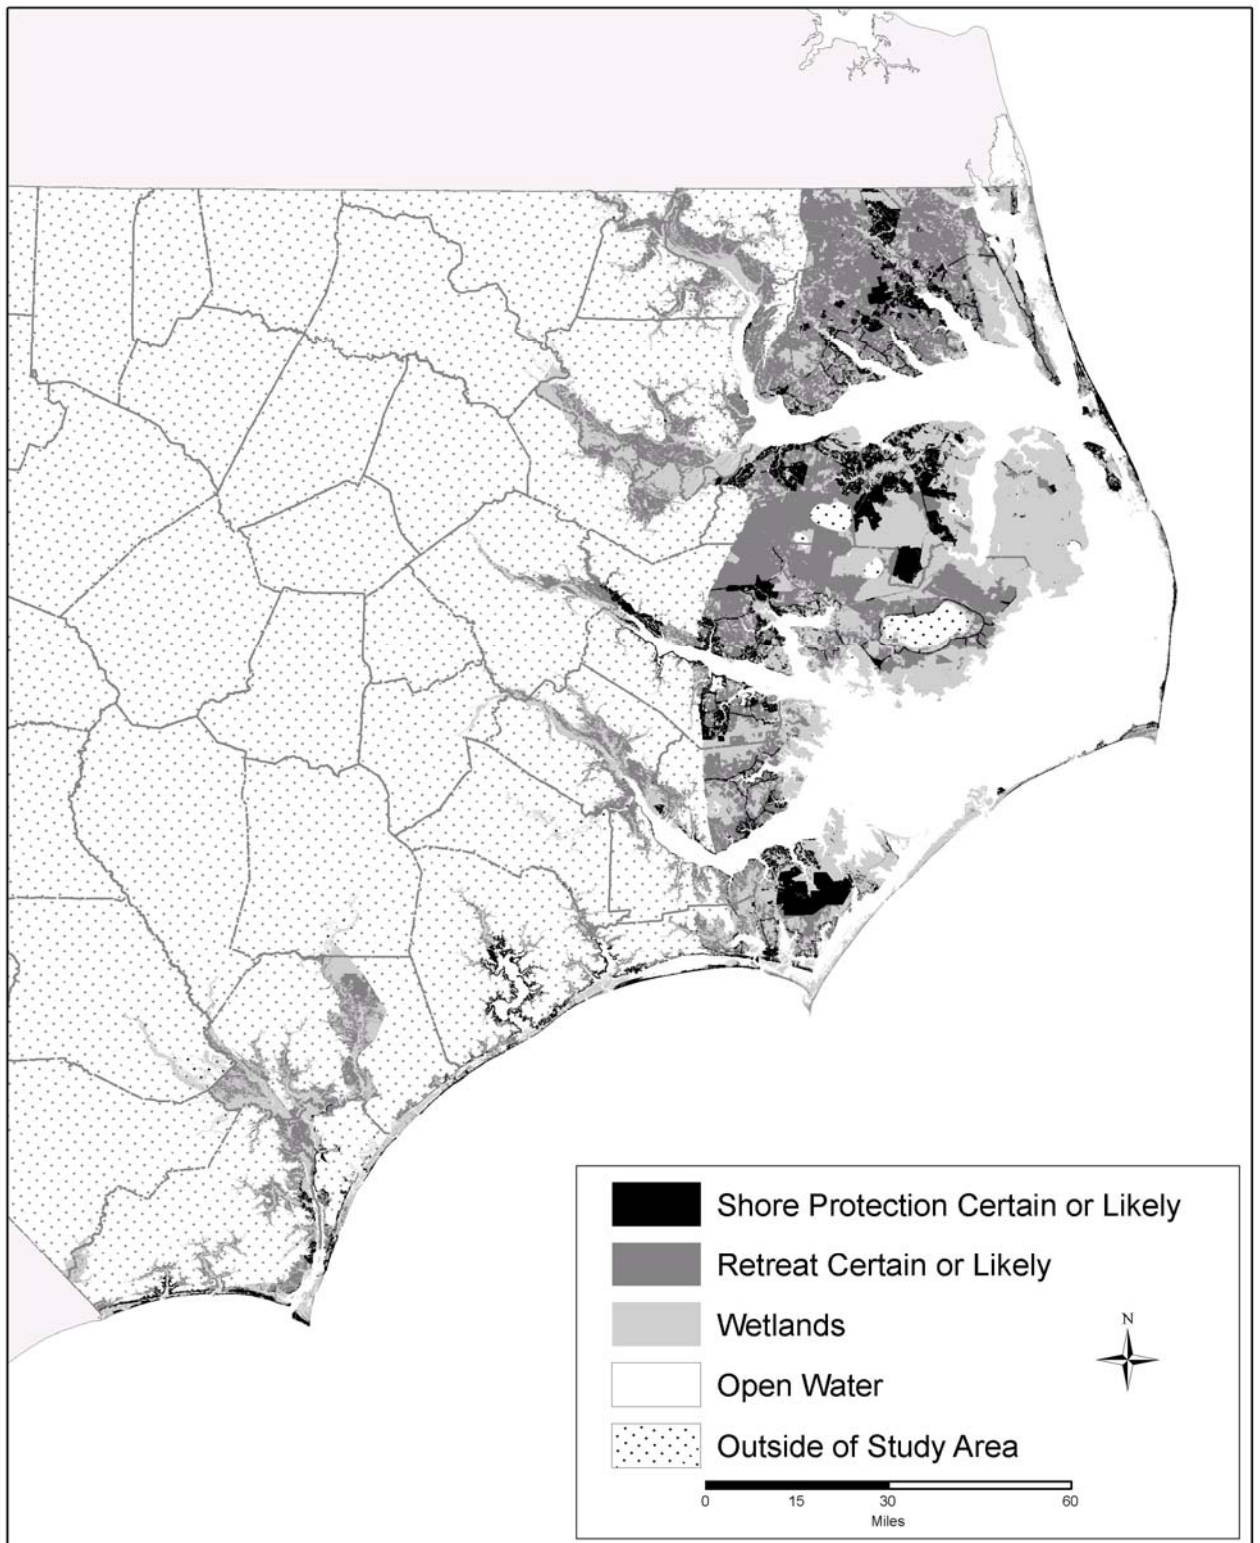 Shore Protection Certain or Likely
Retreat Certain or Likely
Wetlands
N
Open Water
Outside of Study Area
0 15 30 60
Miles